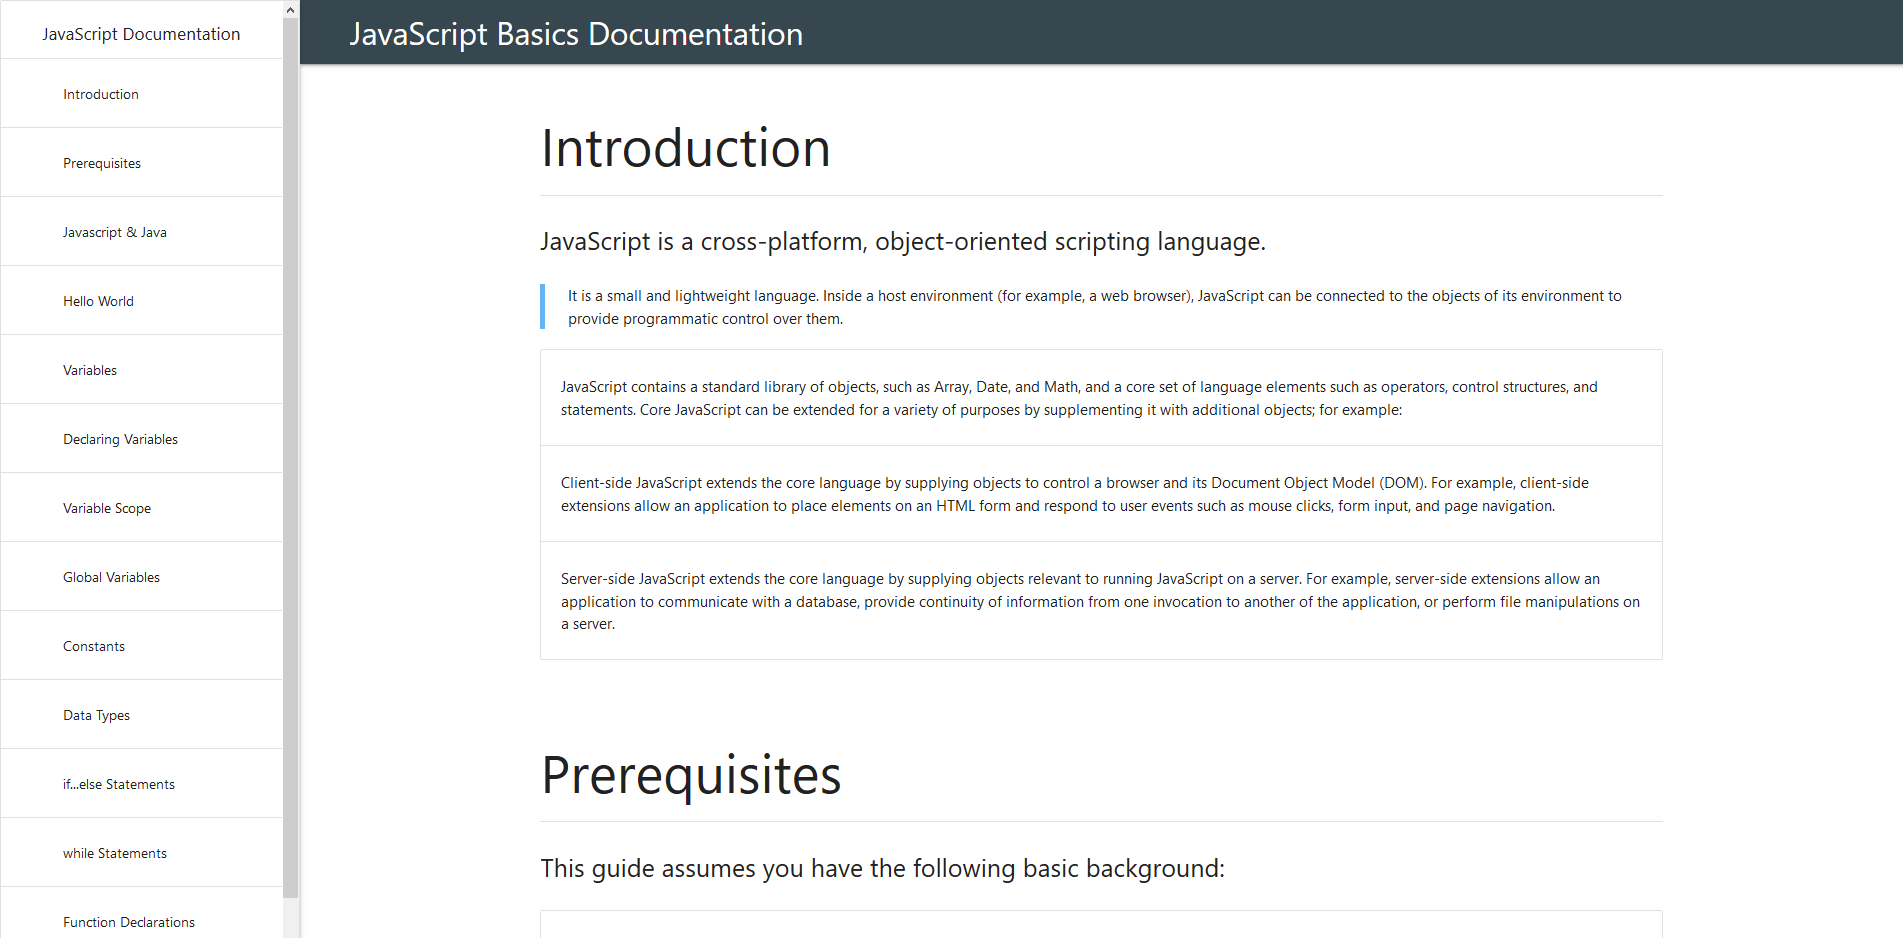 JavaScript Documentation
Introduction
Prerequisites
Javascript & Java
Hello World
Variables
Declaring Variables
Variable Scope
Global Variables
Constants
Data Types
if...else Statements
while Statements
Function Declarations
JavaScript Basics Documentation
Introduction
JavaScript is a cross-platform, object-oriented scripting language.
It is a small and lightweight language. Inside a host environment (for example, a web browser), JavaScript can be connected to the objects of its environment to
provide programmatic control over them.
JavaScript contains a standard library of objects, such as Array, Date, and Math, and a core set of language elements such as operators, control structures, and
statements. Core JavaScript can be extended for a variety of purposes by supplementing it with additional objects; for example:
Client-side JavaScript extends the core language by supplying objects to control a browser and its Document Object Model (DOM). For example, client-side
extensions allow an application to place elements on an HTML form and respond to user events such as mouse clicks, form input, and page navigation.
Server-side JavaScript extends the core language by supplying objects relevant to running JavaScript on a server. For example, server-side extensions allow an
application to communicate with a database, provide continuity of information from one invocation to another of the application, or perform file manipulations on
a server.
Prerequisites
This guide assumes you have the following basic background: